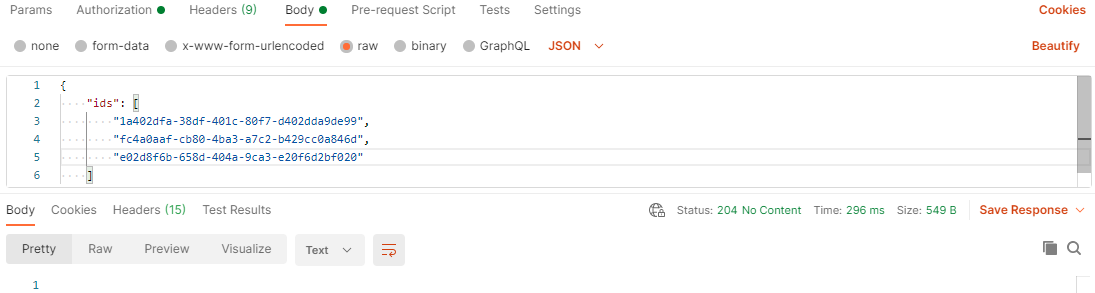 Params Authorization Headers (9) Body Pre-request Script Tests Settings Cookies
none form-data x-www-form-urlencoded raw binary GraphQL JSON Beautify
1 {
2 "ids": [
3 "1a402dfa-38df-401c-80f7-d402dda9de99",
4 "fc4a0aaf-cb80-4ba3-a7c2-b429cc0a846d",
5 "e02d8f6b-658d-404a-9ca3-e20f6d2bf020"
6 ]
Body Cookies Headers (15) Test Results Status: 204 No Content Time: 296 ms Size: 549 B Save Response
Pretty Raw Preview Visualize Text
1